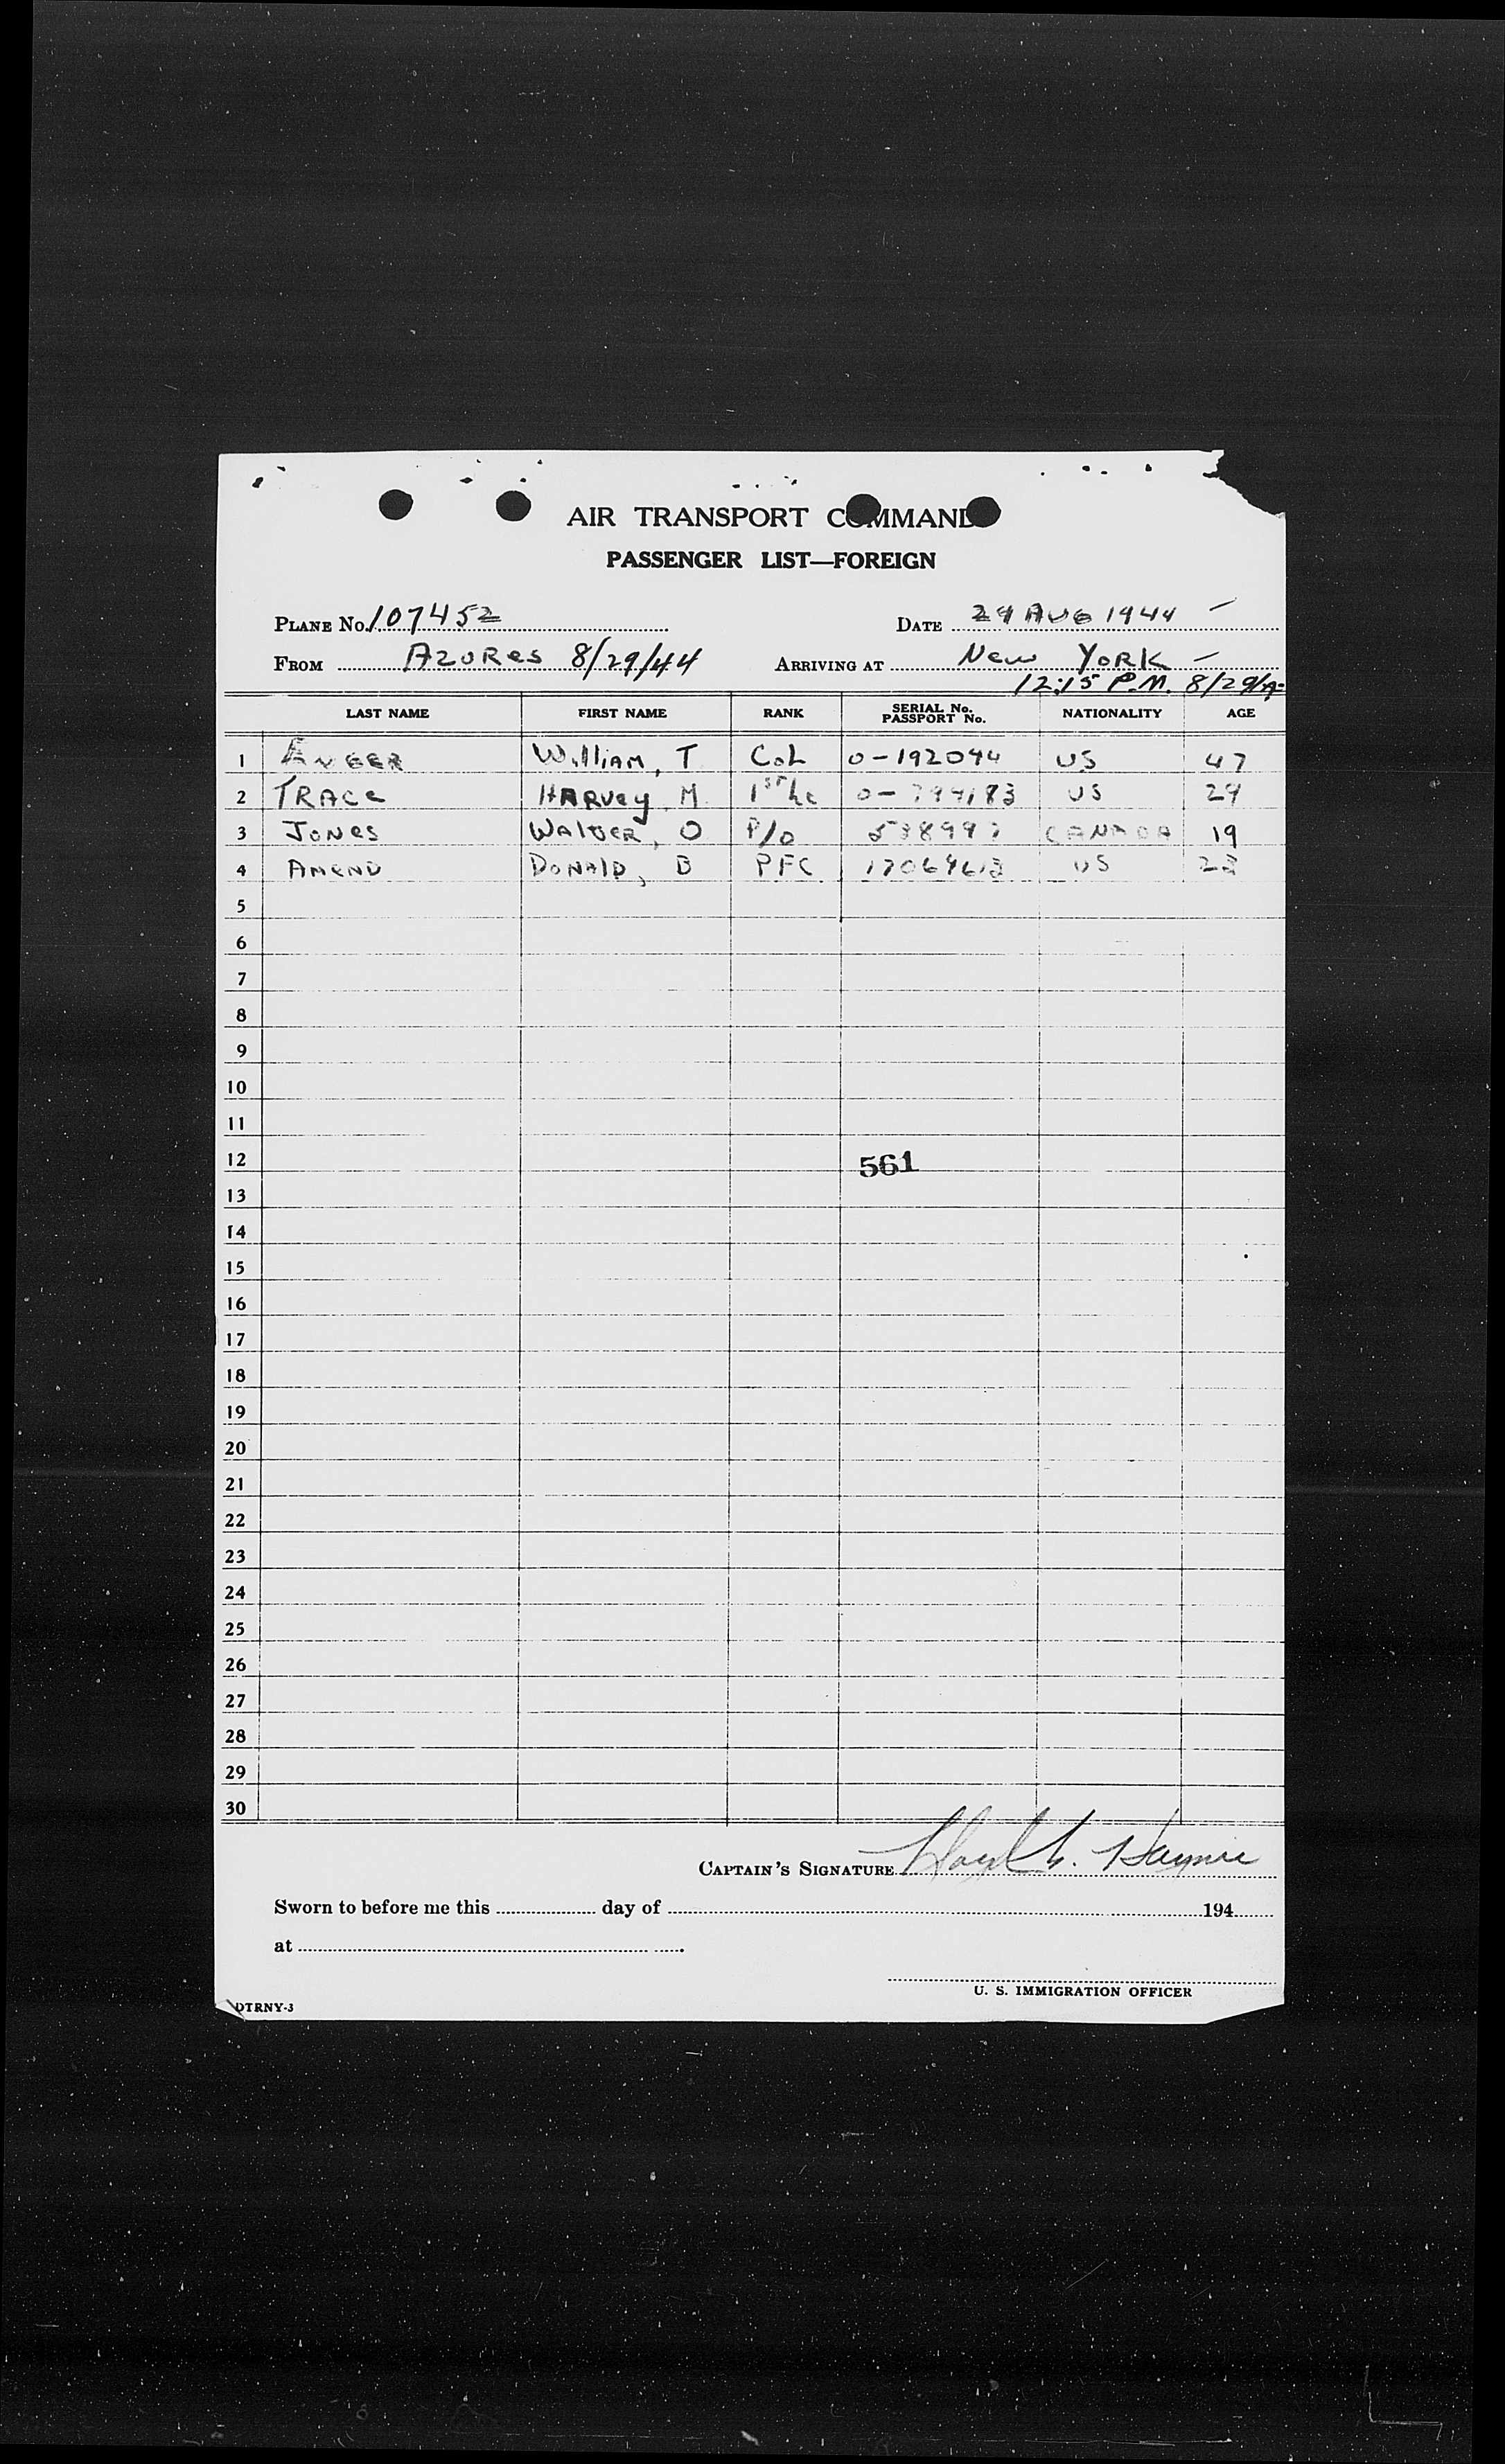 AIR TRANSPORT COMMAND
PASSENGER LIST—FOREIGN
PLANE No. 107452 DATE 29 AUG 1944
FROM AZORES 8/29/44 ARRIVING AT New YORK
12:15 P.M. 8/29/44
LAST NAME FIRST NAME RANK SERIAL No. PASSPORT No. NATIONALITY AGE
1 William, T Col 0-192044 US 47
2 TRACE HARVEY M 1st Lt US
3 JONES WALTER, O P/O CANADA 19
4 AMEND DONALD, B PFC US
5
6
7
8
9
10
11
12 561
13
14
15
16
17
18
19
20
21
22
23
24
25
26
27
28
29
30
CAPTAIN'S SIGNATURE
Sworn to before me this day of 194
at
U. S. IMMIGRATION OFFICER
DTRNY-3